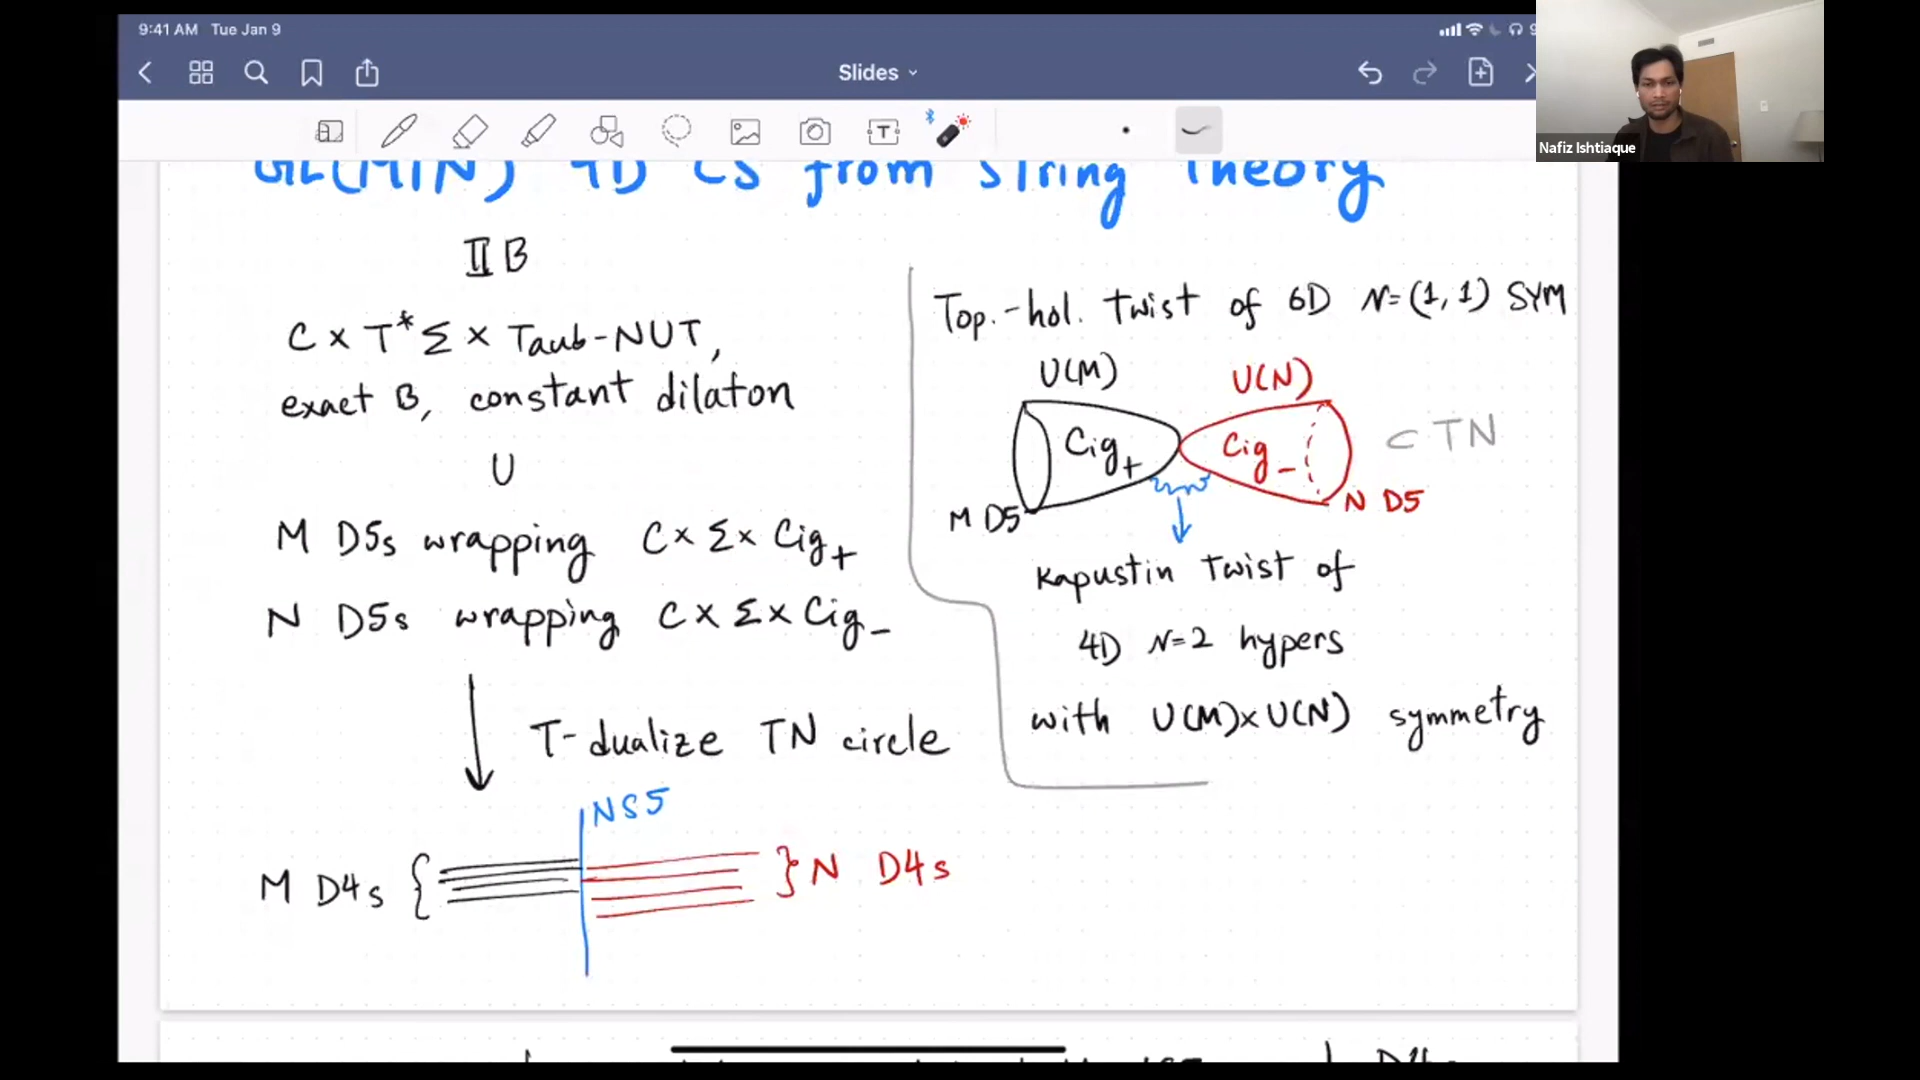 9:41 AM Tue Jan 9
Slides
Nafiz Ishtiaque
GL(M|N) 4D CS from String Theory
IIB
C × T*Σ × Taub-NUT,
exact B, constant dilaton
∪
M D5s wrapping C × Σ × Cig₊
N D5s wrapping C × Σ × Cig₋
T-dualize TN circle
NS5
M D4s
N D4s
Top.-hol. twist of 6D N=(1,1) SYM
U(M) U(N)
Cig₊ Cig₋ ⊂ TN
M D5 N D5
Kapustin twist of
4D N=2 hypers
with U(M)×U(N) symmetry